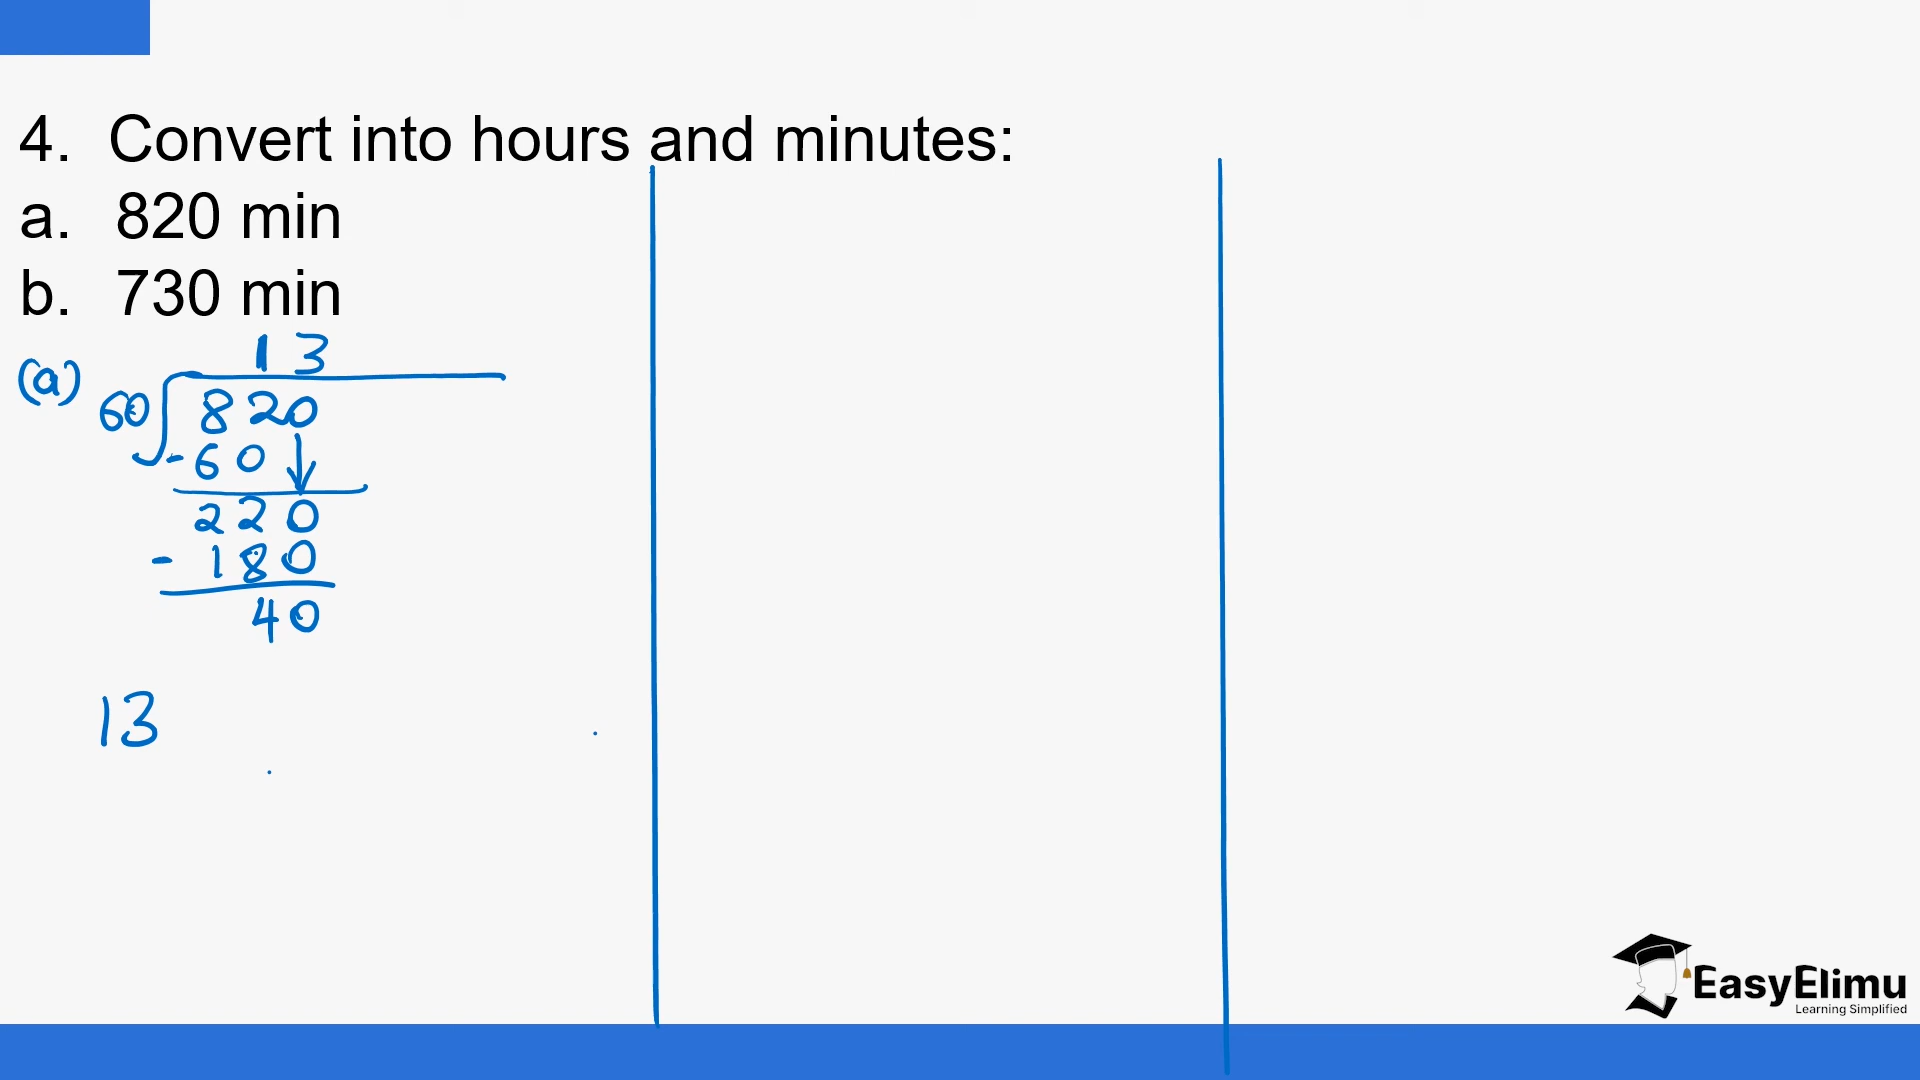 4. Convert into hours and minutes:
a. 820 min
b. 730 min
(a)
13
60 820
-60
220
- 180
40
13
EasyElimu
Learning Simplified